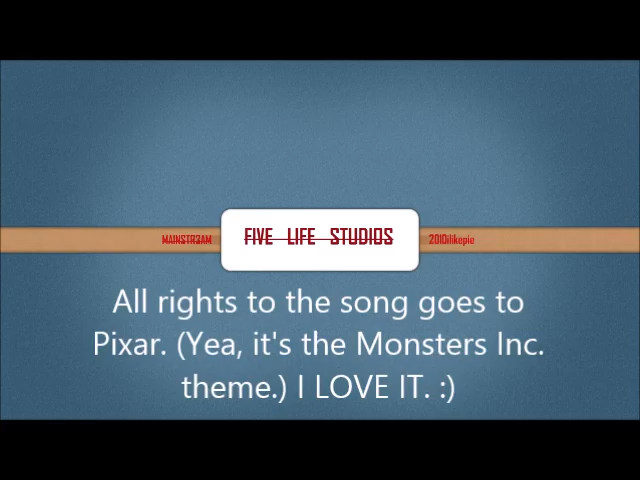 MAINSTR3AM FIVE LIFE STUDIOS 2010ilikepie
All rights to the song goes to
Pixar. (Yea, it's the Monsters Inc.
theme.) I LOVE IT. :)